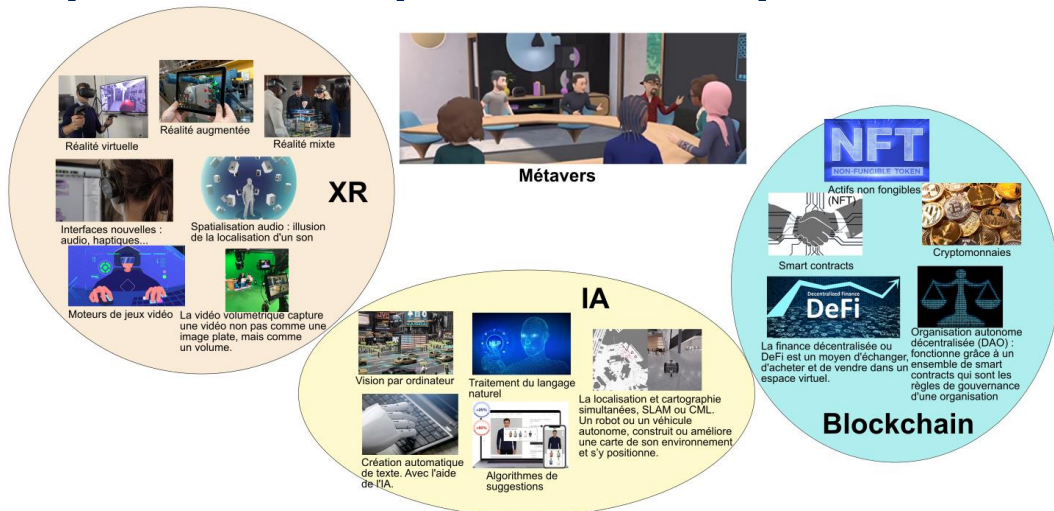 Réalité virtuelle
Réalité augmentée
Réalité mixte
XR
Interfaces nouvelles :
audio, haptiques...
Spatialisation audio : illusion
de la localisation d'un son
Moteurs de jeux vidéo
La vidéo volumétrique capture
une vidéo non pas comme une
image plate, mais comme
un volume.
Métavers
IA
Vision par ordinateur
Traitement du langage
naturel
La localisation et cartographie
simultanées, SLAM ou CML.
Un robot ou un véhicule
autonome, construit ou améliore
une carte de son environnement
et s'y positionne.
Création automatique
de texte. Avec l'aide
de l'IA.
Algorithmes de
suggestions
NFT
NON-FUNGIBLE TOKEN
Actifs non fongibles
(NFT)
Smart contracts
Cryptomonnaies
Decentralized Finance
DeFi
La finance décentralisée ou
DeFi est un moyen d'échanger,
d'acheter et de vendre dans un
espace virtuel.
Organisation autonome
décentralisée (DAO) :
fonctionne grâce à un
ensemble de smart
contracts qui sont les
règles de gouvernance
d'une organisation
Blockchain